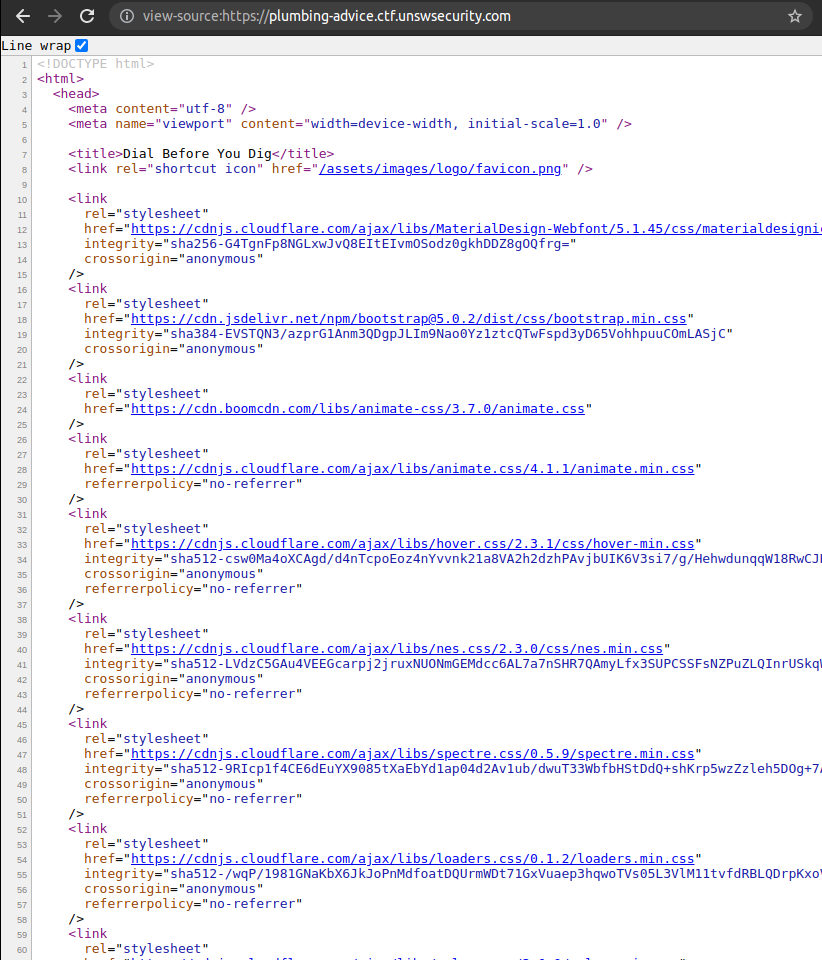 view-source:https://plumbing-advice.ctf.unswsecurity.com
Line wrap
1 <!DOCTYPE html>
2 <html>
3 <head>
4 <meta content="utf-8" />
5 <meta name="viewport" content="width=device-width, initial-scale=1.0" />
6
7 <title>Dial Before You Dig</title>
8 <link rel="shortcut icon" href="/assets/images/logo/favicon.png" />
9
10 <link
11 rel="stylesheet"
12 href="https://cdnjs.cloudflare.com/ajax/libs/MaterialDesign-Webfont/5.1.45/css/materialdesignic
13 integrity="sha256-G4TgnFp8NGLxwJvQ8EItEIvmOSodz0gkhDDZ8gOQfrg="
14 crossorigin="anonymous"
15 />
16 <link
17 rel="stylesheet"
18 href="https://cdn.jsdelivr.net/npm/bootstrap@5.0.2/dist/css/bootstrap.min.css"
19 integrity="sha384-EVSTQN3/azprG1Anm3QDgpJLIm9Nao0Yz1ztcQTwFspd3yD65VohhpuuCOmLASjC"
20 crossorigin="anonymous"
21 />
22 <link
23 rel="stylesheet"
24 href="https://cdn.boomcdn.com/libs/animate-css/3.7.0/animate.css"
25 />
26 <link
27 rel="stylesheet"
28 href="https://cdnjs.cloudflare.com/ajax/libs/animate.css/4.1.1/animate.min.css"
29 referrerpolicy="no-referrer"
30 />
31 <link
32 rel="stylesheet"
33 href="https://cdnjs.cloudflare.com/ajax/libs/hover.css/2.3.1/css/hover-min.css"
34 integrity="sha512-csw0Ma4oXCAgd/d4nTcpoEoz4nYvvnk21a8VA2h2dzhPAvjbUIK6V3si7/g/HehwdunqqW18RwCJ
35 crossorigin="anonymous"
36 referrerpolicy="no-referrer"
37 />
38 <link
39 rel="stylesheet"
40 href="https://cdnjs.cloudflare.com/ajax/libs/nes.css/2.3.0/css/nes.min.css"
41 integrity="sha512-LVdzC5GAu4VEEGcarpj2jruxNUONmGEMdcc6AL7a7nSHR7QAmyLfx3SUPCSSFsNZPuZLQInrUSkq
42 crossorigin="anonymous"
43 referrerpolicy="no-referrer"
44 />
45 <link
46 rel="stylesheet"
47 href="https://cdnjs.cloudflare.com/ajax/libs/spectre.css/0.5.9/spectre.min.css"
48 integrity="sha512-9RIcp1f4CE6dEuYX9085tXaEbYd1ap04d2Av1ub/dwuT33WbfbHStDdQ+shKrp5wzZzleh5DOg+7
49 crossorigin="anonymous"
50 referrerpolicy="no-referrer"
51 />
52 <link
53 rel="stylesheet"
54 href="https://cdnjs.cloudflare.com/ajax/libs/loaders.css/0.1.2/loaders.min.css"
55 integrity="sha512-/wqP/1981GNaKbX6JkJoPnMdfoatDQUrmWDt71GxVuaep3hqwoTVs05L3VlM11tvfdRBLQDrpKxo
56 crossorigin="anonymous"
57 referrerpolicy="no-referrer"
58 />
59 <link
60 rel="stylesheet"